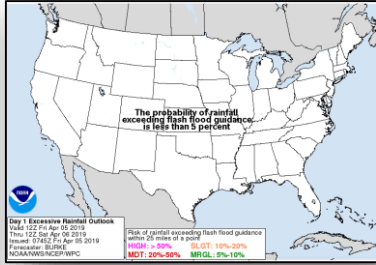 The probability of rainfall
exceeding flash flood guidance
is less than 5 percent
NOAA
Day 1 Excessive Rainfall Outlook
Valid 12Z Fri Apr 05 2019
Thru 12Z Sat Apr 06 2019
Issued: 0745Z Fri Apr 05 2019
Forecaster: BURKE
NOAA/NWS/NCEP/WPC
Risk of rainfall exceeding flash flood guidance
within 25 miles of a point
HIGH: > 50% SLGT: 10%-20%
MDT: 20%-50% MRGL: 5%-10%